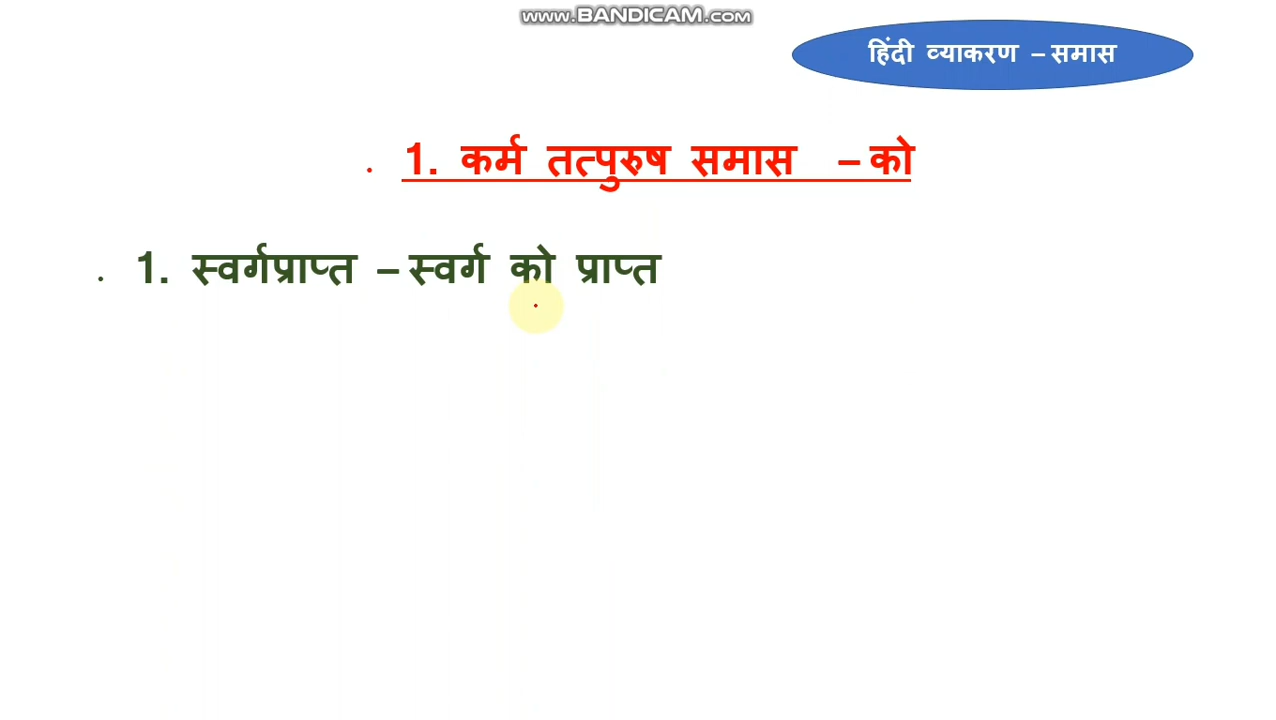 www.BANDICAM.com
हिंदी व्याकरण – समास
1. कर्म तत्पुरुष समास – को
1. स्वर्गप्राप्त – स्वर्ग को प्राप्त